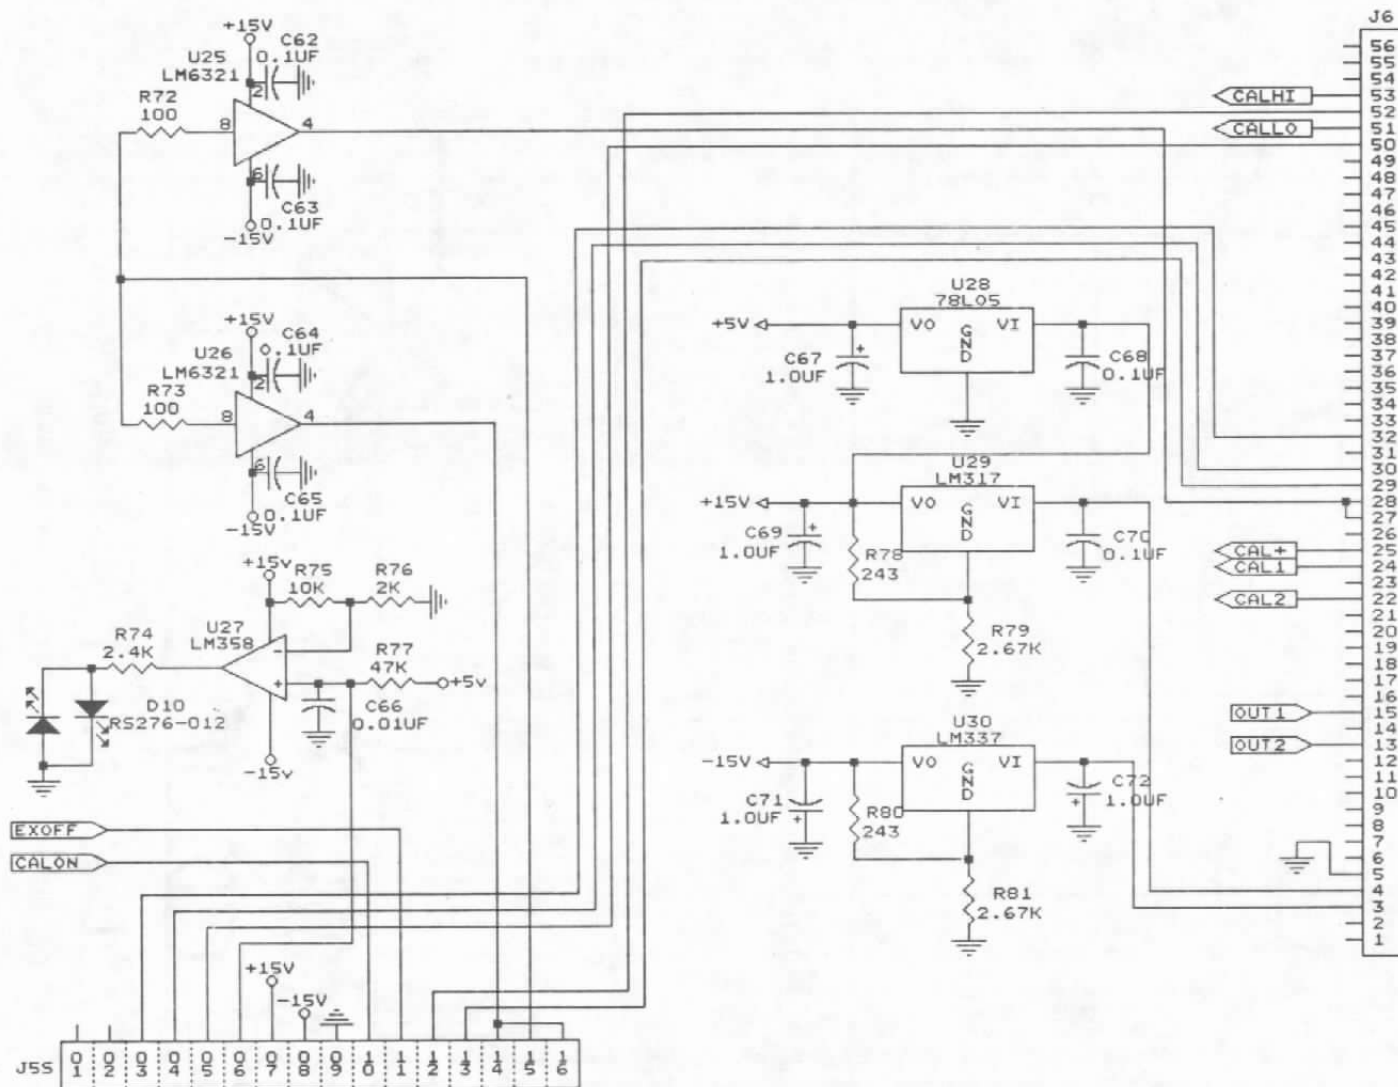 J6
+15V
C62
0.1UF
U25
LM6321
R72
100
2
8
4
6
C63
0.1UF
-15V
+15V
C64
0.1UF
U26
LM6321
R73
100
2
8
4
6
C65
0.1UF
-15V
+15V
R75
10K
R76
2K
U27
LM358
R74
2.4K
-
+
R77
47K
+5V
C66
0.01UF
D10
RS276-012
-15V
EXOFF
CALON
+15V
-15V
J5S
01
02
03
04
05
06
07
08
09
10
11
12
13
14
15
16
U28
78L05
+5V
VO
GND
VI
C67
1.0UF
+
C68
0.1UF
U29
LM317
+15V
VO
GND
VI
C69
1.0UF
+
R78
243
C70
0.1UF
R79
2.67K
U30
LM337
-15V
VO
GND
VI
C71
1.0UF
+
R80
243
C72
1.0UF
+
R81
2.67K
CALHI
CALLO
CAL+
CAL1
CAL2
OUT1
OUT2
56
55
54
53
52
51
50
49
48
47
46
45
44
43
42
41
40
39
38
37
36
35
34
33
32
31
30
29
28
27
26
25
24
23
22
21
20
19
18
17
16
15
14
13
12
11
10
9
8
7
6
5
4
3
2
1